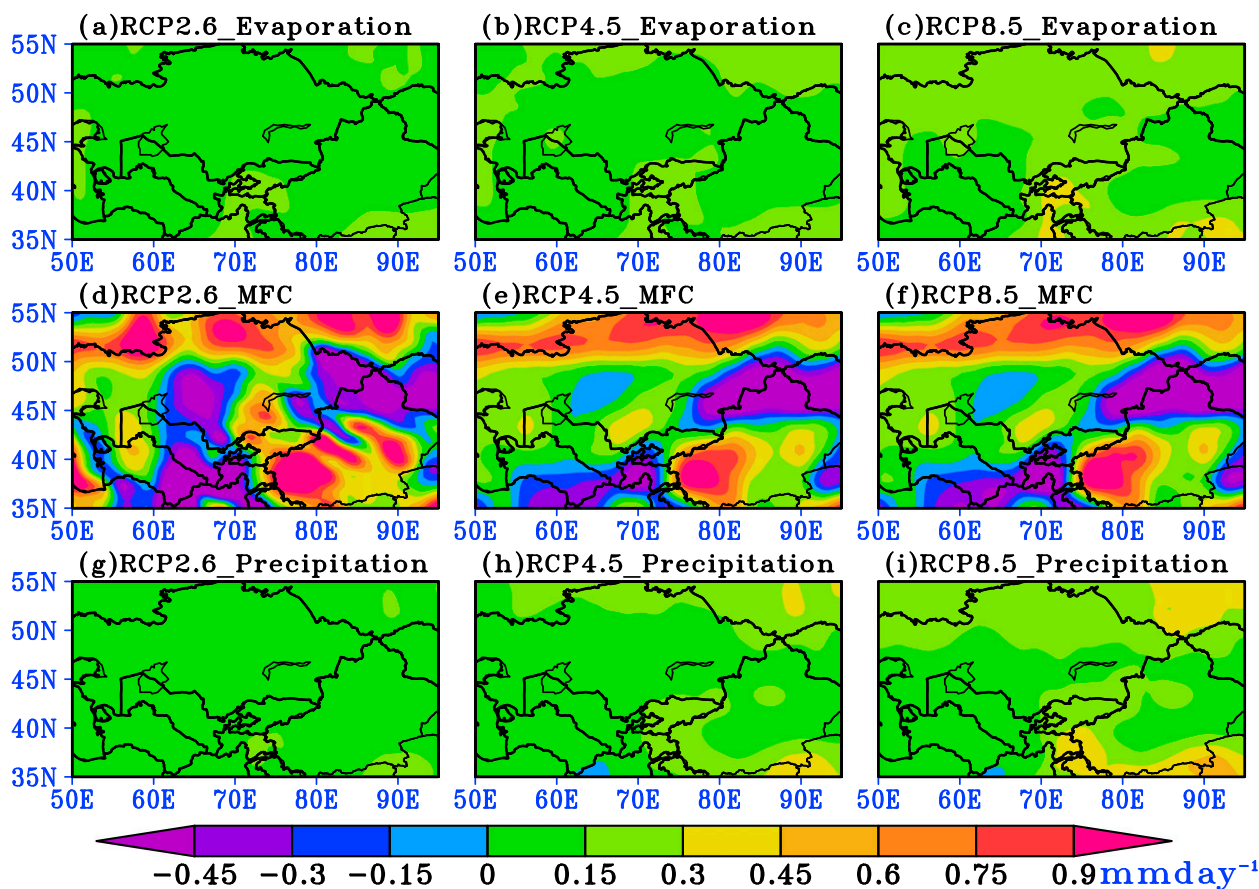 (a)RCP2.6_Evaporation
(b)RCP4.5_Evaporation
(c)RCP8.5_Evaporation
55N
50N
45N
40N
35N
50E 60E 70E 80E 90E
50E 60E 70E 80E 90E
50E 60E 70E 80E 90E
(d)RCP2.6_MFC
(e)RCP4.5_MFC
(f)RCP8.5_MFC
55N
50N
45N
40N
35N
50E 60E 70E 80E 90E
50E 60E 70E 80E 90E
50E 60E 70E 80E 90E
(g)RCP2.6_Precipitation
(h)RCP4.5_Precipitation
(i)RCP8.5_Precipitation
55N
50N
45N
40N
35N
50E 60E 70E 80E 90E
50E 60E 70E 80E 90E
50E 60E 70E 80E 90E
-0.45 -0.3 -0.15 0 0.15 0.3 0.45 0.6 0.75 0.9 mmday⁻¹